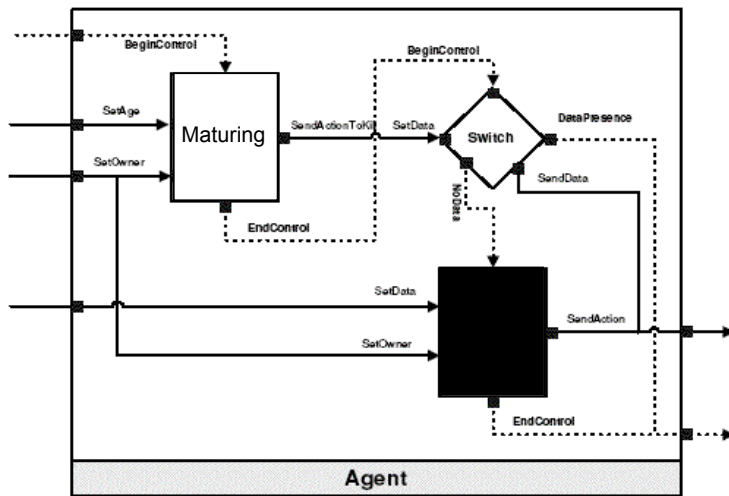 BeginControl
BeginControl
SetAge
Maturing
SendActionToKill
SetData
Switch
DataPresence
SetOwner
SendData
NoData
EndControl
SetData
SendAction
SetOwner
EndControl
Agent